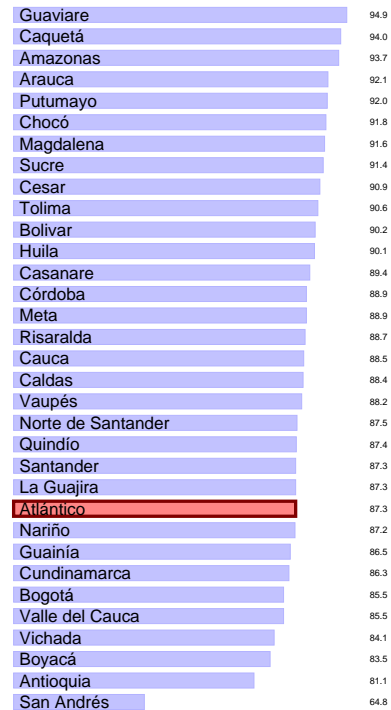 Guaviare 94.9
Caquetá 94.0
Amazonas 93.7
Arauca 92.1
Putumayo 92.0
Chocó 91.8
Magdalena 91.6
Sucre 91.4
Cesar 90.9
Tolima 90.6
Bolivar 90.2
Huila 90.1
Casanare 89.4
Córdoba 88.9
Meta 88.9
Risaralda 88.7
Cauca 88.5
Caldas 88.4
Vaupés 88.2
Norte de Santander 87.5
Quindío 87.4
Santander 87.3
La Guajira 87.3
Atlántico 87.3
Nariño 87.2
Guainía 86.5
Cundinamarca 86.3
Bogotá 85.5
Valle del Cauca 85.5
Vichada 84.1
Boyacá 83.5
Antioquia 81.1
San Andrés 64.8